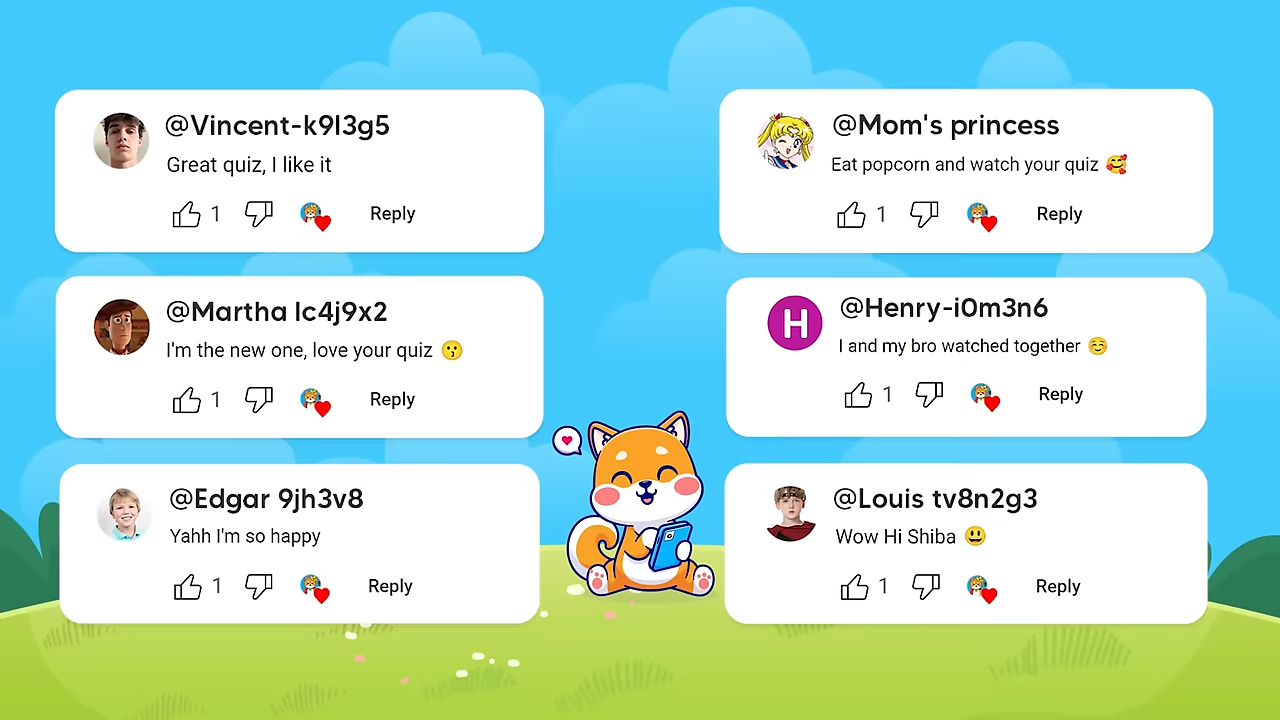 @Vincent-k9l3g5
Great quiz, I like it
1 Reply
@Martha lc4j9x2
I'm the new one, love your quiz 😗
1 Reply
@Edgar 9jh3v8
Yahh I'm so happy
1 Reply
@Mom's princess
Eat popcorn and watch your quiz 🥰
1 Reply
@Henry-i0m3n6
I and my bro watched together ☺️
1 Reply
H
@Louis tv8n2g3
Wow Hi Shiba 😃
1 Reply